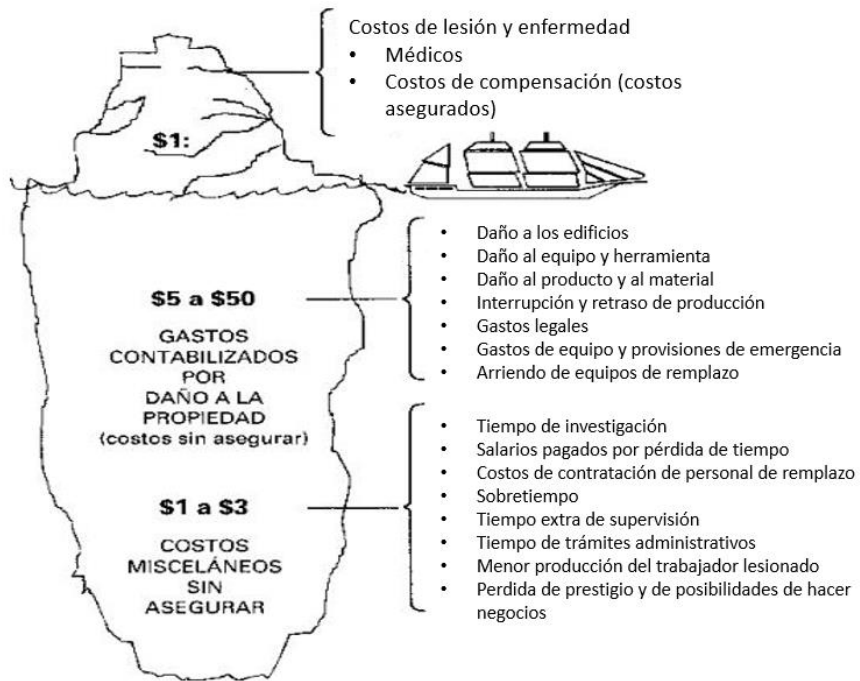 Costos de lesión y enfermedad
• Médicos
• Costos de compensación (costos
asegurados)
$1:
$5 a $50
GASTOS
CONTABILIZADOS
POR
DAÑO A LA
PROPIEDAD
(costos sin asegurar)
• Daño a los edificios
• Daño al equipo y herramienta
• Daño al producto y al material
• Interrupción y retraso de producción
• Gastos legales
• Gastos de equipo y provisiones de emergencia
• Arriendo de equipos de remplazo
$1 a $3
COSTOS
MISCELÁNEOS
SIN
ASEGURAR
• Tiempo de investigación
• Salarios pagados por pérdida de tiempo
• Costos de contratación de personal de remplazo
• Sobretiempo
• Tiempo extra de supervisión
• Tiempo de trámites administrativos
• Menor producción del trabajador lesionado
• Perdida de prestigio y de posibilidades de hacer
negocios